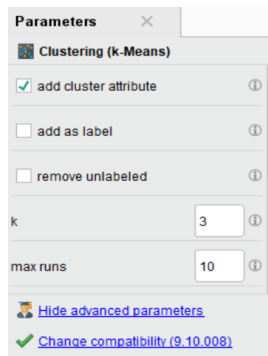 Parameters
Clustering (k-Means)
add cluster attribute
add as label
remove unlabeled
k 3
max runs 10
Hide advanced parameters
Change compatibility (9.10.008)